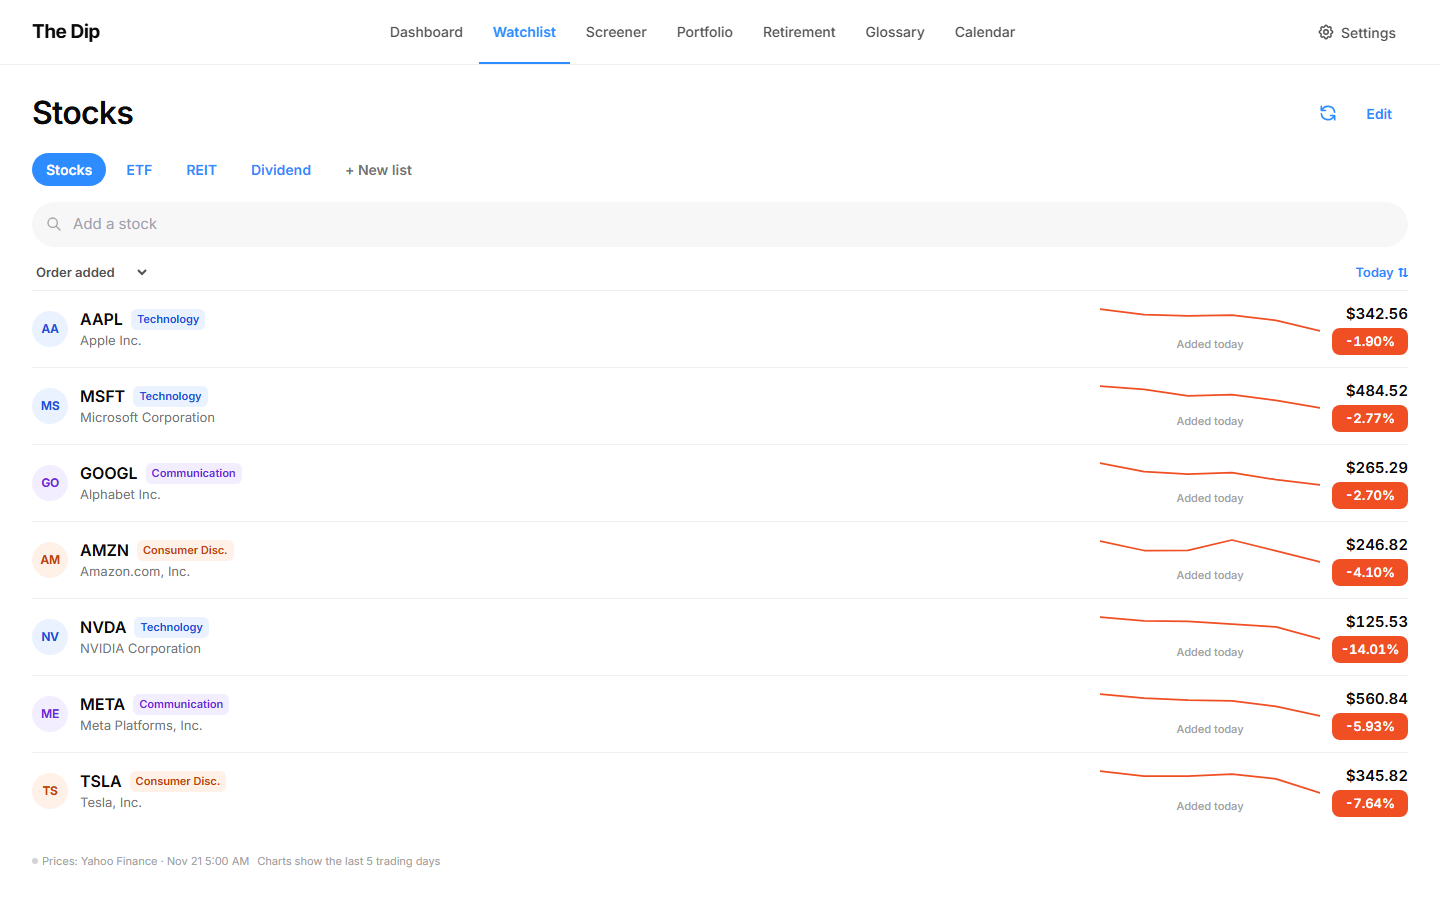 The Dip
Dashboard Watchlist Screener Portfolio Retirement Glossary Calendar
Settings
Stocks
Edit
Stocks ETF REIT Dividend + New list
Add a stock
Order added
Today ⇅
AA AAPL Technology
Apple Inc.
Added today
$342.56
-1.90%
MS MSFT Technology
Microsoft Corporation
Added today
$484.52
-2.77%
GO GOOGL Communication
Alphabet Inc.
Added today
$265.29
-2.70%
AM AMZN Consumer Disc.
Amazon.com, Inc.
Added today
$246.82
-4.10%
NV NVDA Technology
NVIDIA Corporation
Added today
$125.53
-14.01%
ME META Communication
Meta Platforms, Inc.
Added today
$560.84
-5.93%
TS TSLA Consumer Disc.
Tesla, Inc.
Added today
$345.82
-7.64%
Prices: Yahoo Finance · Nov 21 5:00 AM Charts show the last 5 trading days